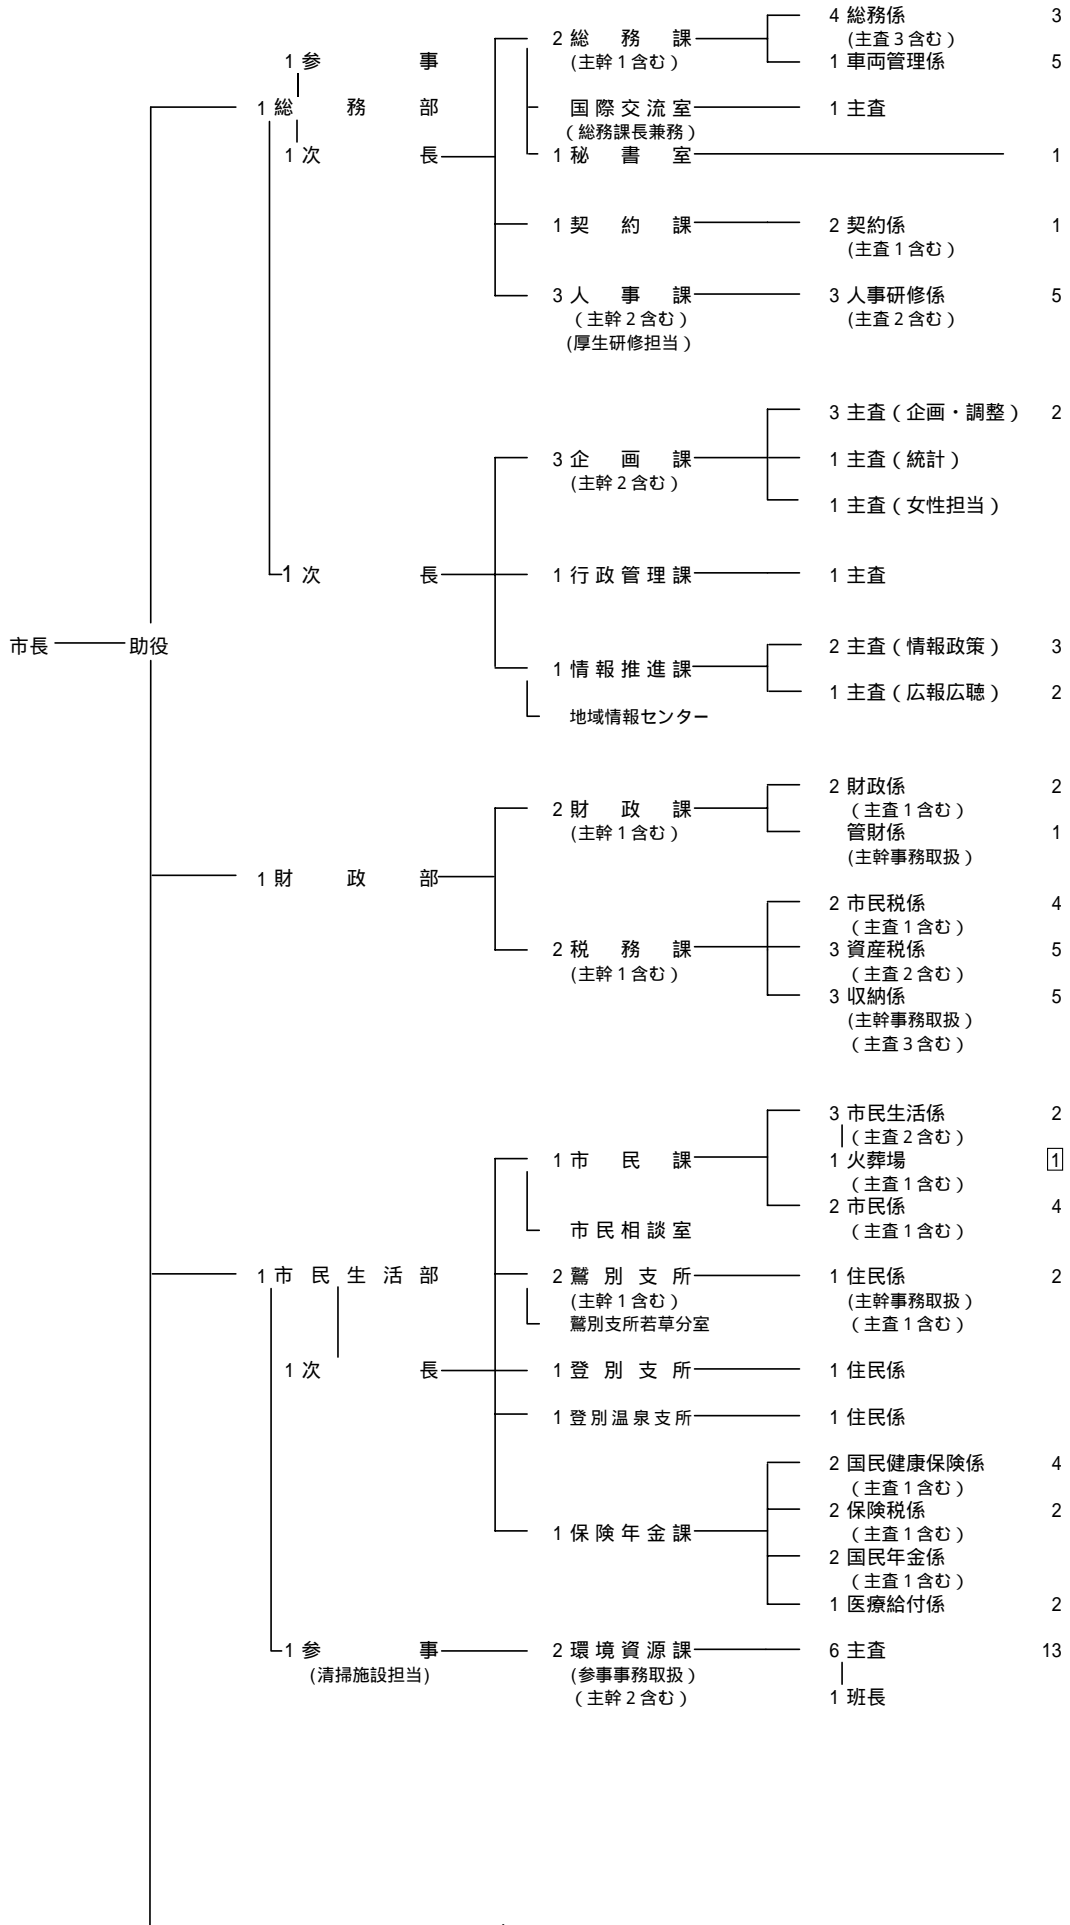 4 総務係 3
2 総務課 (主査3含む)
1 参事 (主幹1含む) 1 車両管理係 5
1 総務部 国際交流室 1 主査
(総務課長兼務)
1 次長 1 秘書室 1
1 契約課 2 契約係 1
(主査1含む)
3 人事課 3 人事研修係 5
(主幹2含む) (主査2含む)
(厚生研修担当)
3 主査(企画・調整) 2
3 企画課 1 主査(統計)
(主幹2含む)
1 主査(女性担当)
1 次長 1 行政管理課 1 主査
市長 助役 2 主査(情報政策) 3
1 情報推進課
1 主査(広報広聴) 2
地域情報センター
2 財政係 2
2 財政課 (主査1含む)
(主幹1含む) 管財係 1
(主幹事務取扱)
1 財政部
2 市民税係 4
(主査1含む)
2 税務課 3 資産税係 5
(主幹1含む) (主査2含む)
3 収納係 5
(主幹事務取扱)
(主査3含む)
3 市民生活係 2
(主査2含む)
1 市民課 1 火葬場 1
(主査1含む)
2 市民係 4
市民相談室 (主査1含む)
1 市民生活部 2 鷲別支所 1 住民係 2
(主幹1含む) (主幹事務取扱)
鷲別支所若草分室 (主査1含む)
1 次長 1 登別支所 1 住民係
1 登別温泉支所 1 住民係
2 国民健康保険係 4
(主査1含む)
2 保険税係 2
1 保険年金課 (主査1含む)
2 国民年金係
(主査1含む)
1 医療給付係 2
1 参事 2 環境資源課 6 主査 13
(清掃施設担当) (参事事務取扱)
(主幹2含む) 1 班長